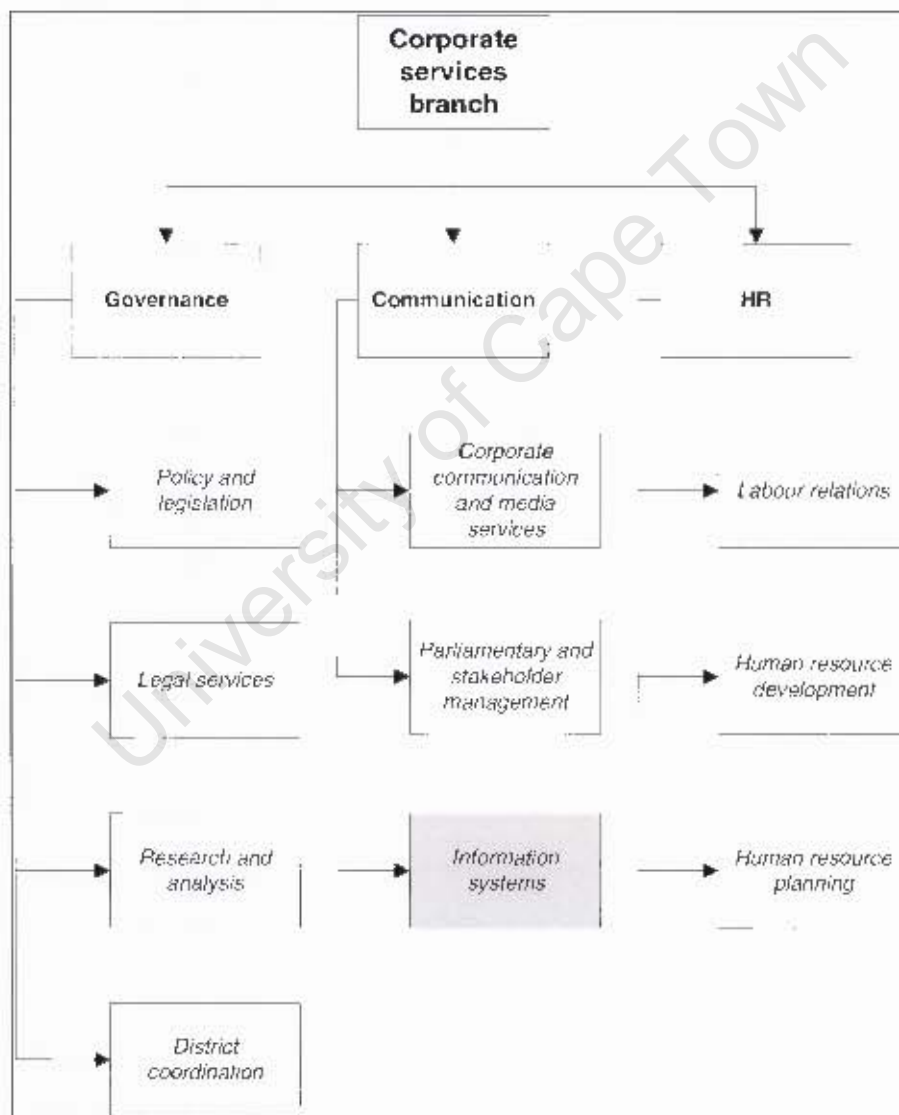 Corporate
services
branch
Governance
Communication
HR
Policy and
legislation
Corporate
communication
and media
services
Labour relations
Legal services
Parliamentary and
stakeholder
management
Human resource
development
Research and
analysis
Information
systems
Human resource
planning
District
coordination
University of Cape Town